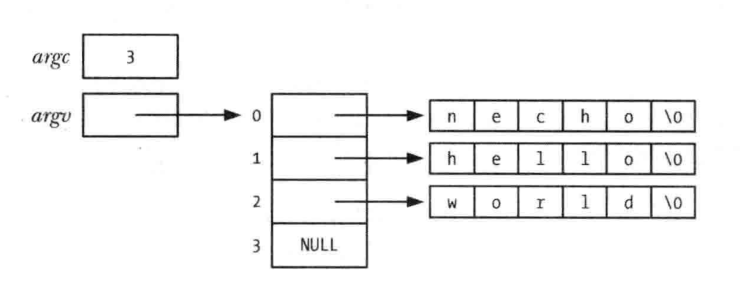 argc 3
argv 0 n e c h o \0
1 h e l l o \0
2 w o r l d \0
3 NULL